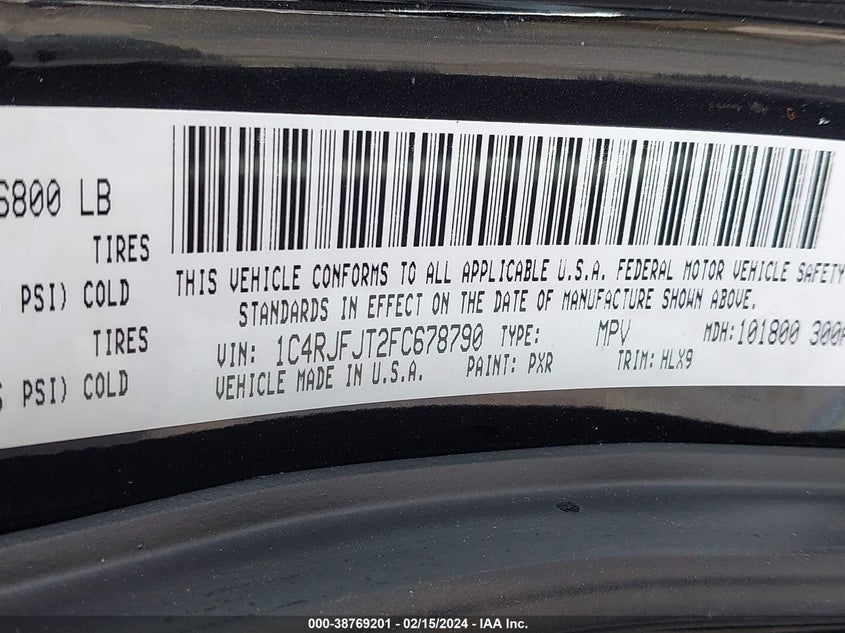 6800 LB
TIRES
PSI) COLD
TIRES
PSI) COLD
THIS VEHICLE CONFORMS TO ALL APPLICABLE U.S.A. FEDERAL MOTOR VEHICLE SAFETY
STANDARDS IN EFFECT ON THE DATE OF MANUFACTURE SHOWN ABOVE.
VIN: 1C4RJFJT2FC678790 TYPE: MPV MDH:101800 300
VEHICLE MADE IN U.S.A. PAINT: PXR TRIM: HLX9
000-38769201 - 02/15/2024 - IAA Inc.